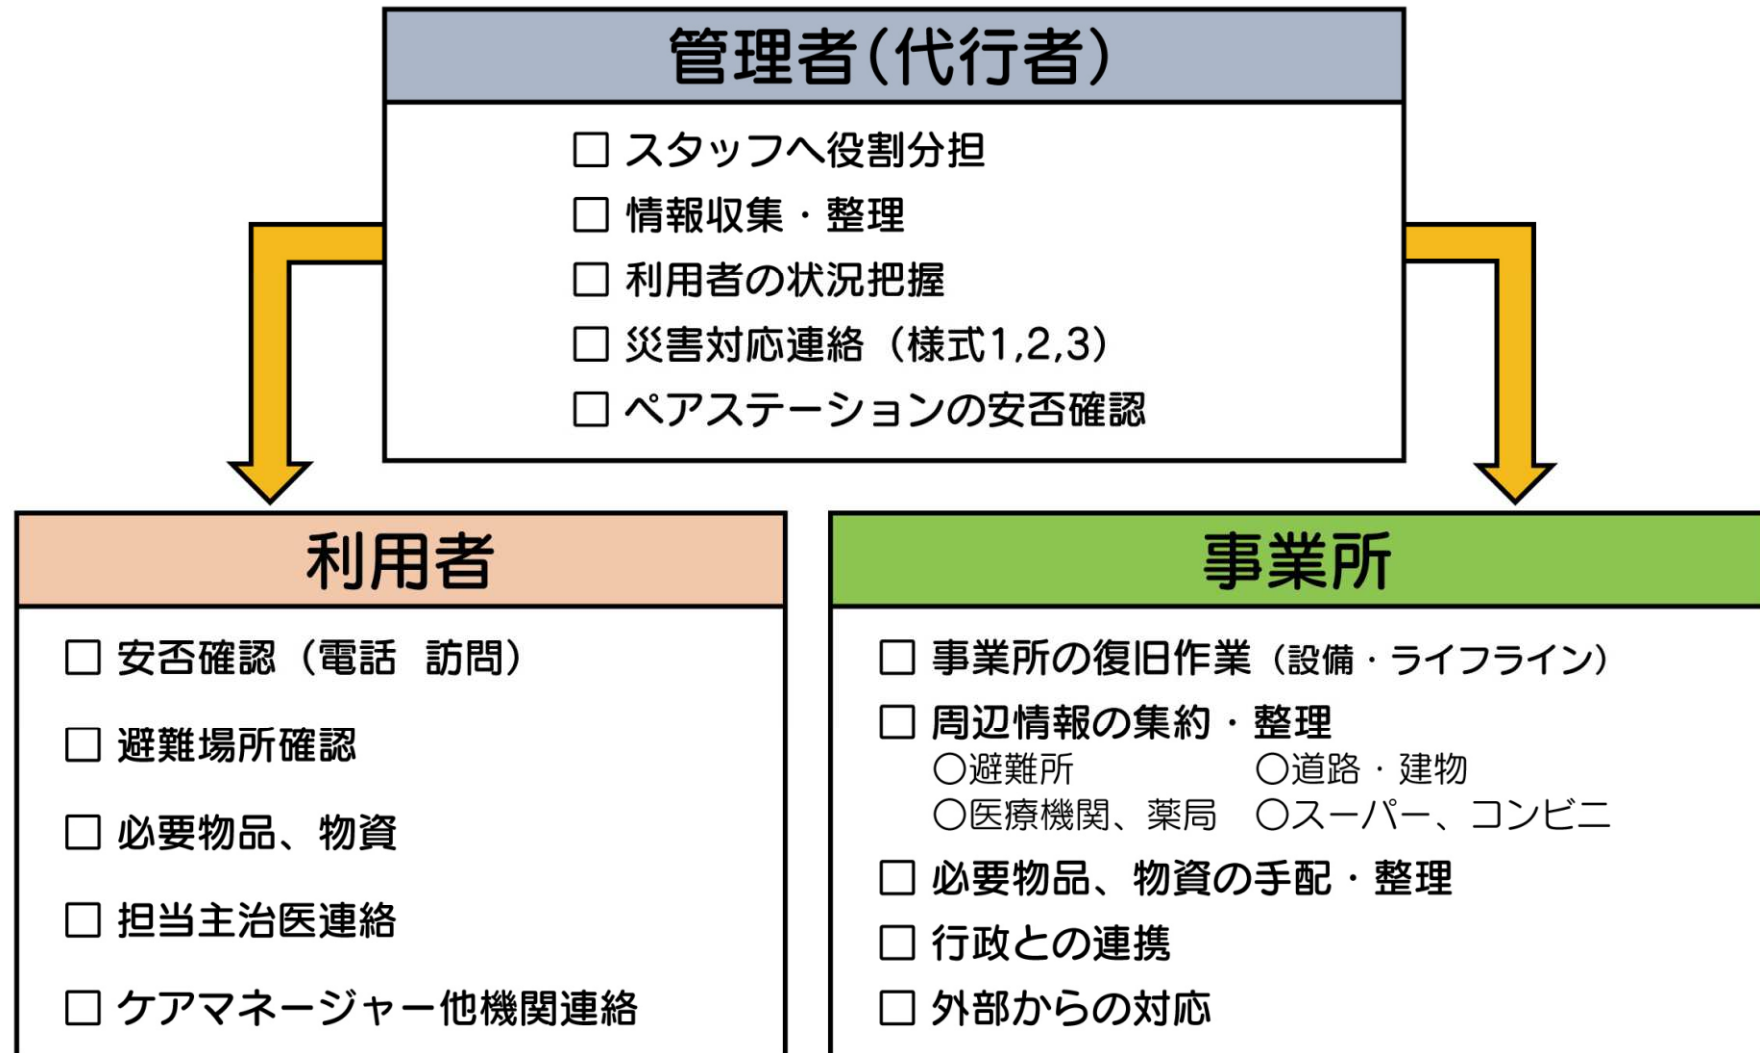 管理者(代行者)
□ スタッフへ役割分担
□ 情報収集・整理
□ 利用者の状況把握
□ 災害対応連絡（様式1,2,3）
□ ペアステーションの安否確認
利用者
□ 安否確認（電話 訪問）
□ 避難場所確認
□ 必要物品、物資
□ 担当主治医連絡
□ ケアマネージャー他機関連絡
事業所
□ 事業所の復旧作業（設備・ライフライン）
□ 周辺情報の集約・整理
○避難所 ○道路・建物
○医療機関、薬局 ○スーパー、コンビニ
□ 必要物品、物資の手配・整理
□ 行政との連携
□ 外部からの対応